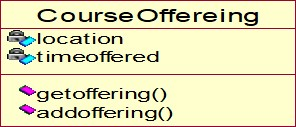 CourseOffereing
location
timeoffered
getoffering()
addoffering()